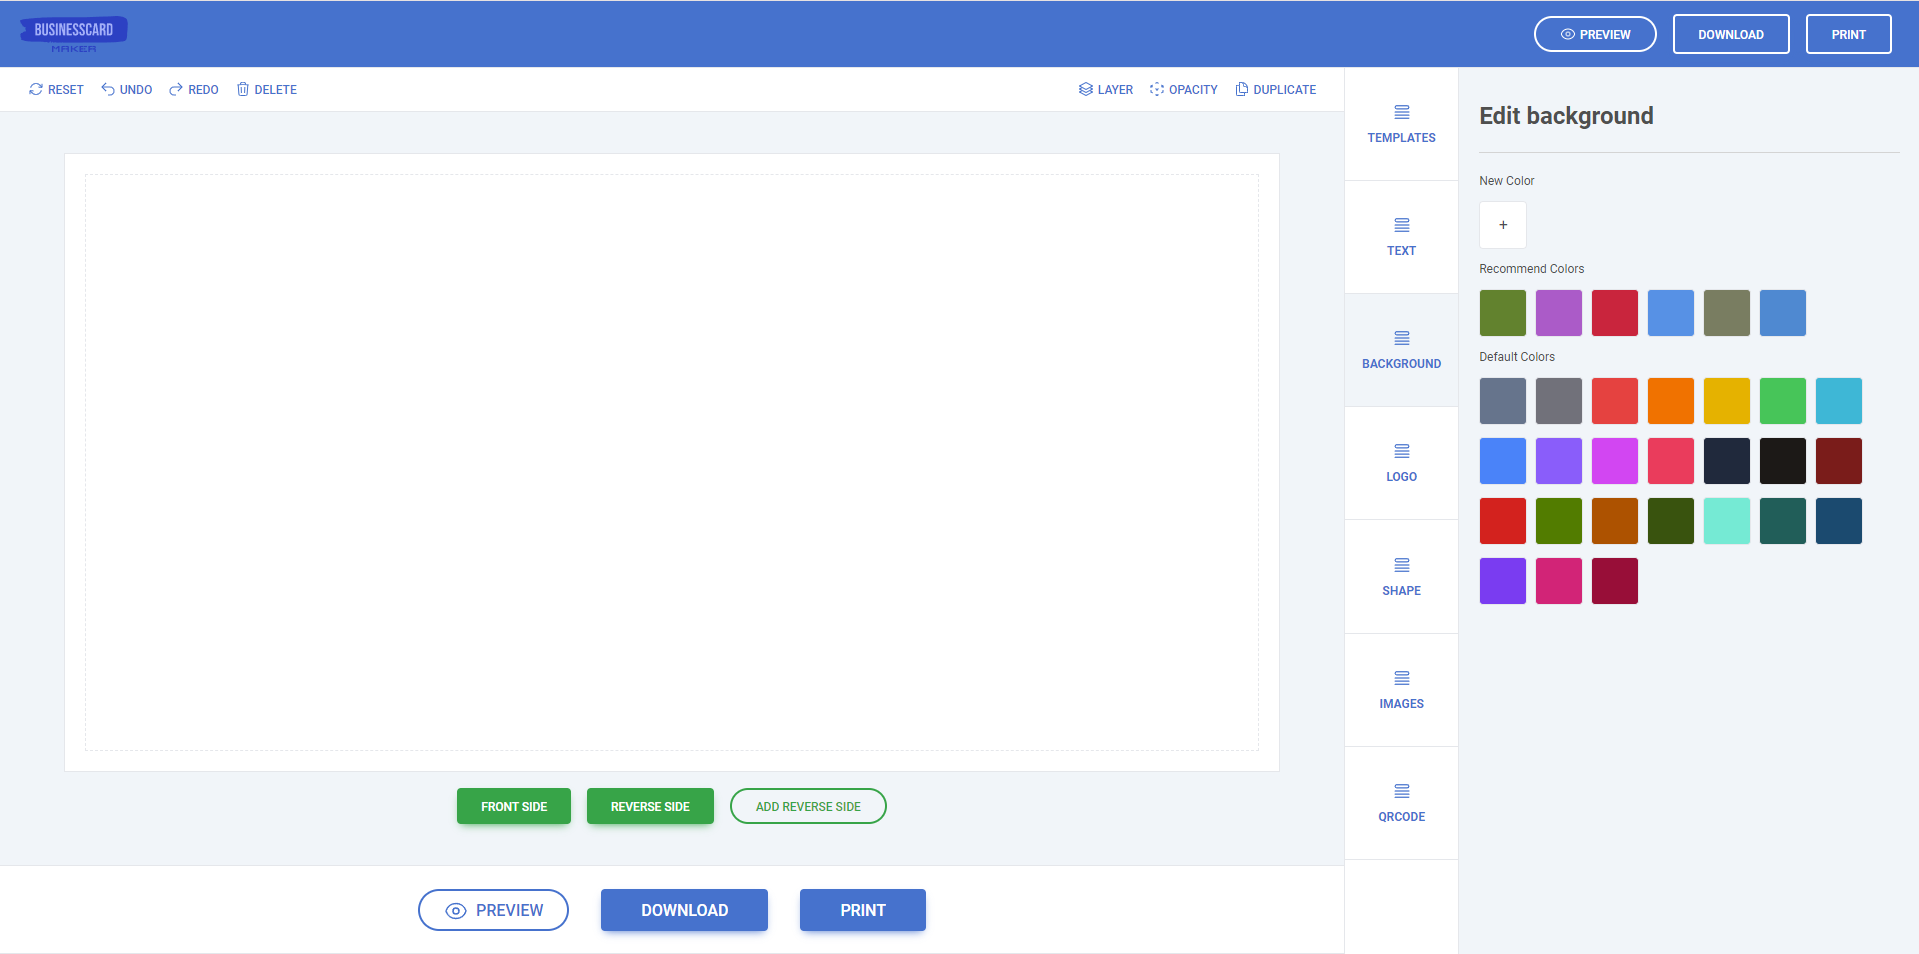 BUSINESSCARD
MAKER
PREVIEW
DOWNLOAD
PRINT
RESET
UNDO
REDO
DELETE
LAYER
OPACITY
DUPLICATE
FRONT SIDE
REVERSE SIDE
ADD REVERSE SIDE
PREVIEW
DOWNLOAD
PRINT
TEMPLATES
TEXT
BACKGROUND
LOGO
SHAPE
IMAGES
QRCODE
Edit background
New Color
+
Recommend Colors
Default Colors